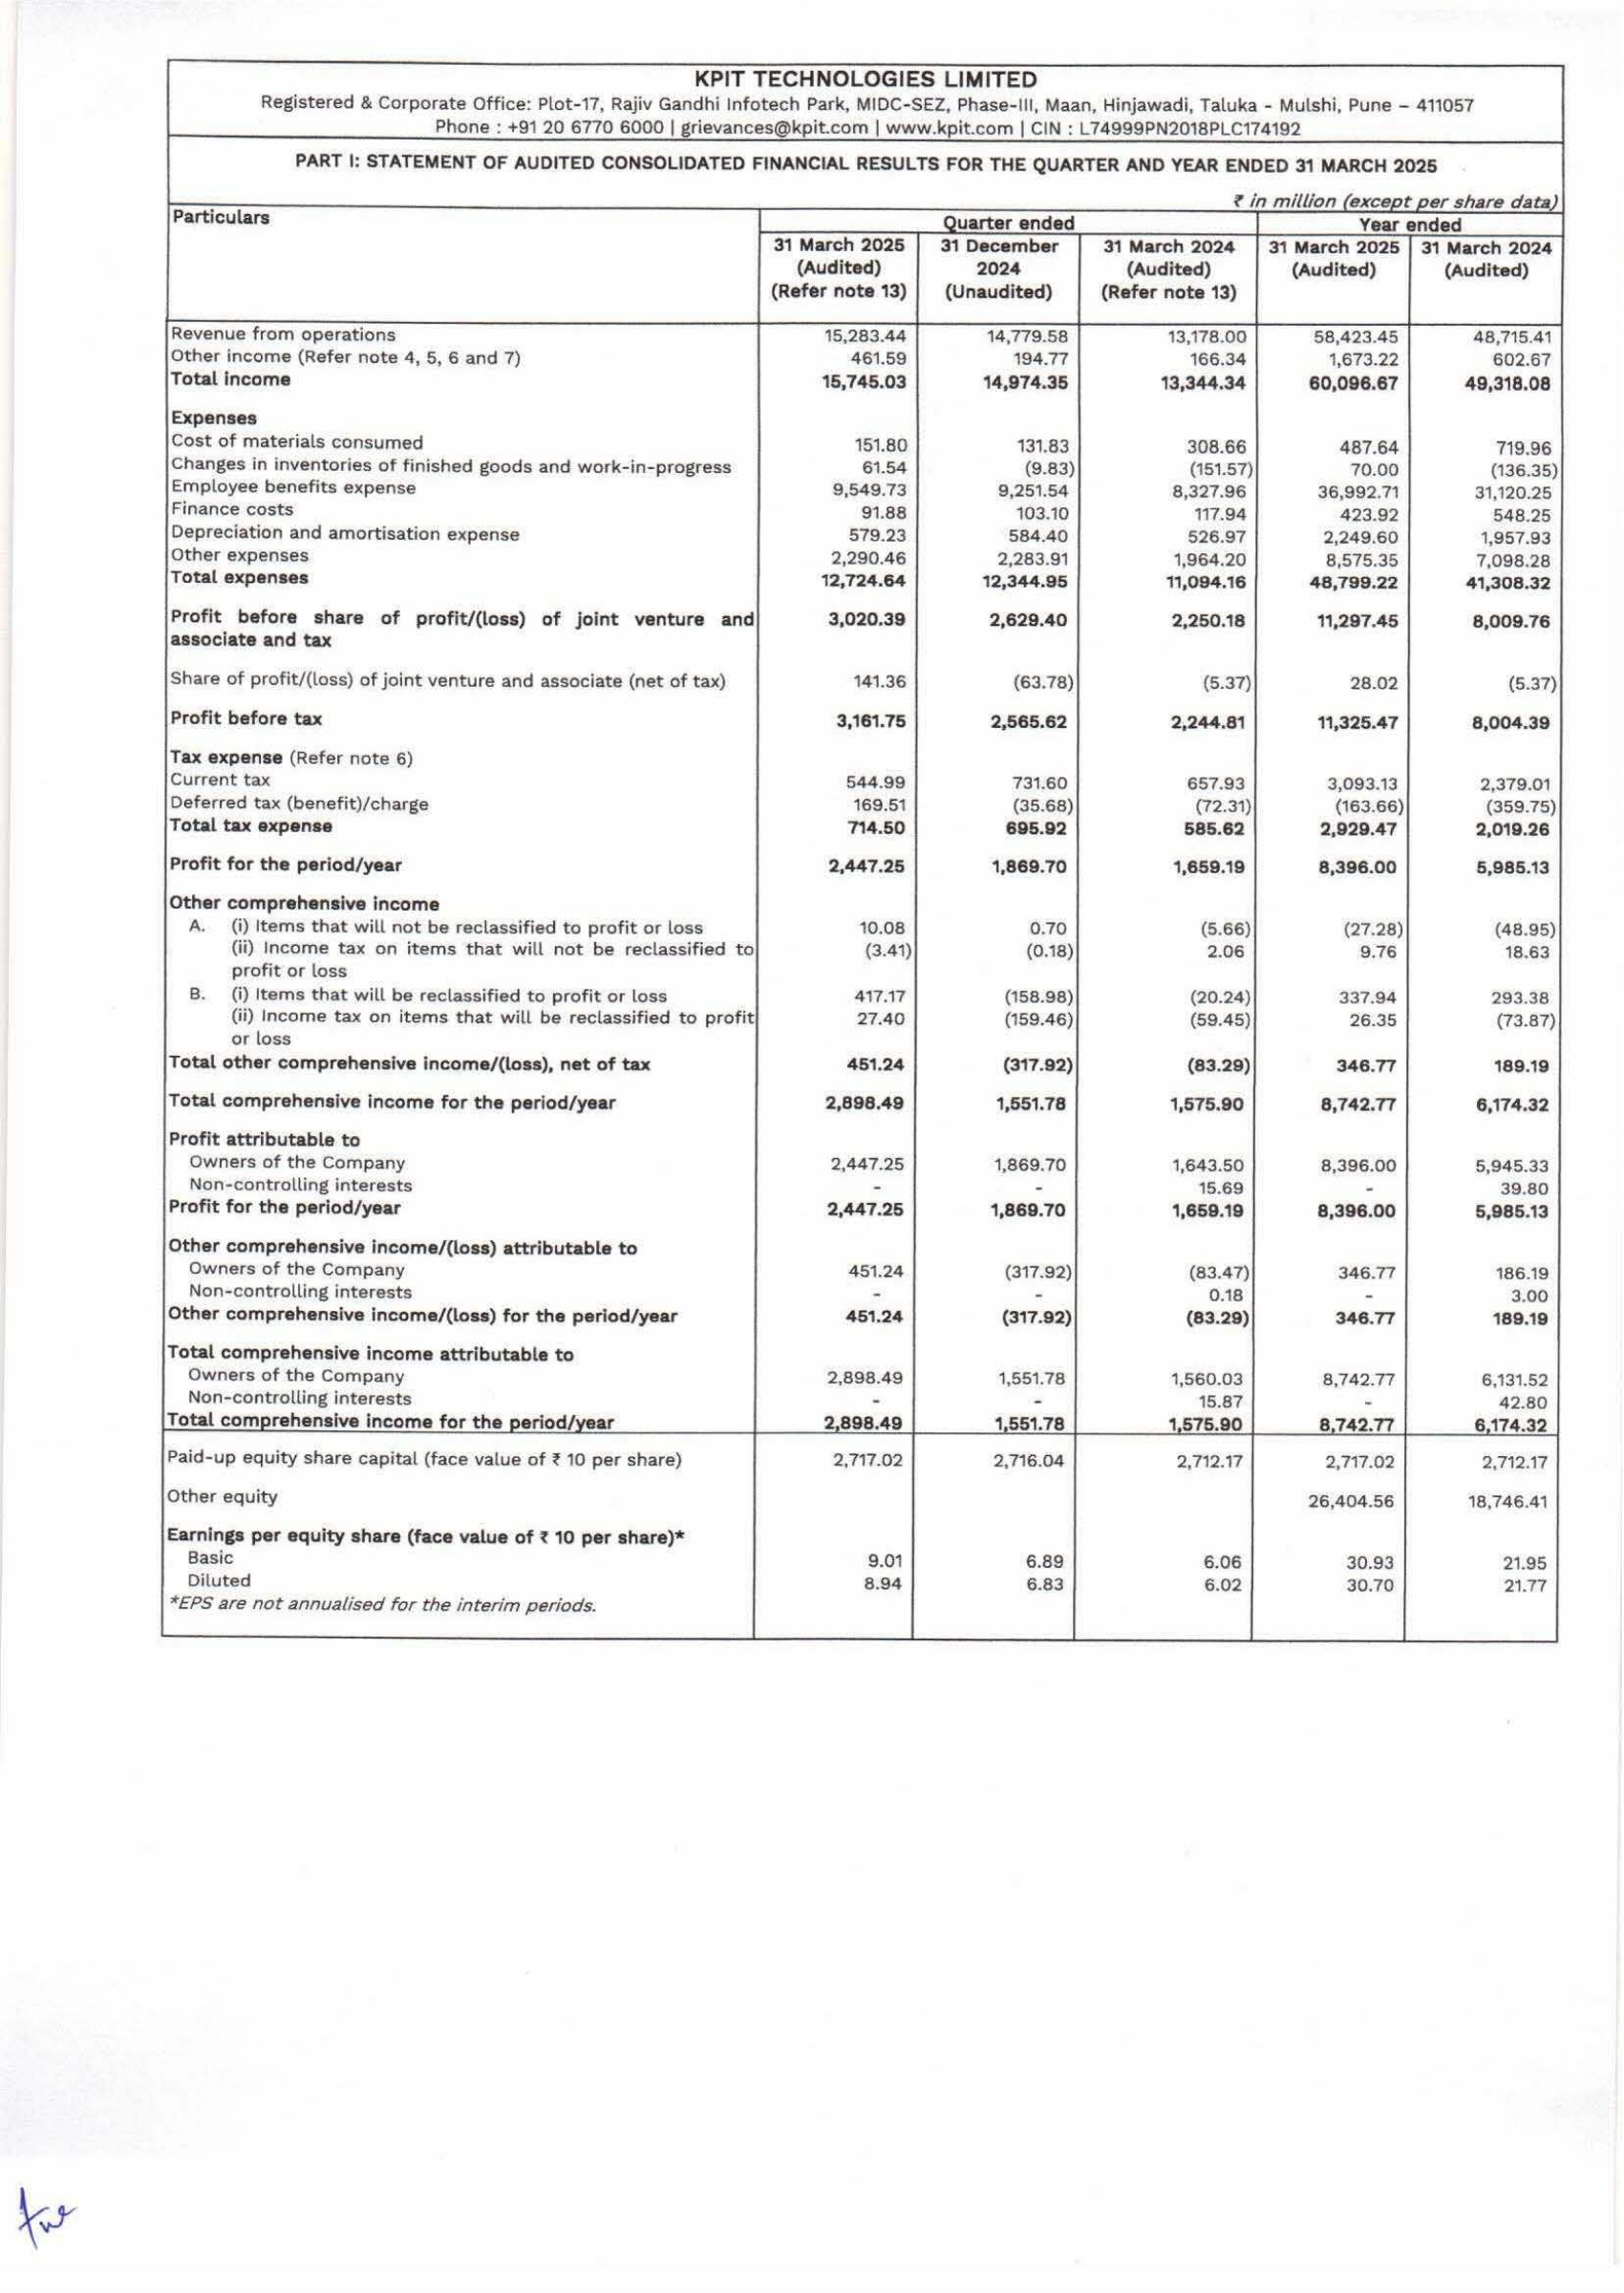 KPIT TECHNOLOGIES LIMITED
Registered & Corporate Office: Plot-17, Rajiv Gandhi Infotech Park, MIDC-SEZ, Phase-III, Maan, Hinjawadi, Taluka - Mulshi, Pune – 411057
Phone : +91 20 6770 6000 | grievances@kpit.com | www.kpit.com | CIN : L74999PN2018PLC174192
PART I: STATEMENT OF AUDITED CONSOLIDATED FINANCIAL RESULTS FOR THE QUARTER AND YEAR ENDED 31 MARCH 2025
₹ in million (except per share data)
Particulars Quarter ended Year ended
31 March 2025 31 December 31 March 2024 31 March 2025 31 March 2024
(Audited) 2024 (Audited) (Audited) (Audited)
(Refer note 13) (Unaudited) (Refer note 13)
Revenue from operations 15,283.44 14,779.58 13,178.00 58,423.45 48,715.41
Other income (Refer note 4, 5, 6 and 7) 461.59 194.77 166.34 1,673.22 602.67
Total income 15,745.03 14,974.35 13,344.34 60,096.67 49,318.08
Expenses
Cost of materials consumed 151.80 131.83 308.66 487.64 719.96
Changes in inventories of finished goods and work-in-progress 61.54 (9.83) (151.57) 70.00 (136.35)
Employee benefits expense 9,549.73 9,251.54 8,327.96 36,992.71 31,120.25
Finance costs 91.88 103.10 117.94 423.92 548.25
Depreciation and amortisation expense 579.23 584.40 526.97 2,249.60 1,957.93
Other expenses 2,290.46 2,283.91 1,964.20 8,575.35 7,098.28
Total expenses 12,724.64 12,344.95 11,094.16 48,799.22 41,308.32
Profit before share of profit/(loss) of joint venture and 3,020.39 2,629.40 2,250.18 11,297.45 8,009.76
associate and tax
Share of profit/(loss) of joint venture and associate (net of tax) 141.36 (63.78) (5.37) 28.02 (5.37)
Profit before tax 3,161.75 2,565.62 2,244.81 11,325.47 8,004.39
Tax expense (Refer note 6)
Current tax 544.99 731.60 657.93 3,093.13 2,379.01
Deferred tax (benefit)/charge 169.51 (35.68) (72.31) (163.66) (359.75)
Total tax expense 714.50 695.92 585.62 2,929.47 2,019.26
Profit for the period/year 2,447.25 1,869.70 1,659.19 8,396.00 5,985.13
Other comprehensive income
A. (i) Items that will not be reclassified to profit or loss 10.08 0.70 (5.66) (27.28) (48.95)
(ii) Income tax on items that will not be reclassified to (3.41) (0.18) 2.06 9.76 18.63
profit or loss
B. (i) Items that will be reclassified to profit or loss 417.17 (158.98) (20.24) 337.94 293.38
(ii) Income tax on items that will be reclassified to profit 27.40 (159.46) (59.45) 26.35 (73.87)
or loss
Total other comprehensive income/(loss), net of tax 451.24 (317.92) (83.29) 346.77 189.19
Total comprehensive income for the period/year 2,898.49 1,551.78 1,575.90 8,742.77 6,174.32
Profit attributable to
Owners of the Company 2,447.25 1,869.70 1,643.50 8,396.00 5,945.33
Non-controlling interests - - 15.69 - 39.80
Profit for the period/year 2,447.25 1,869.70 1,659.19 8,396.00 5,985.13
Other comprehensive income/(loss) attributable to
Owners of the Company 451.24 (317.92) (83.47) 346.77 186.19
Non-controlling interests - - 0.18 - 3.00
Other comprehensive income/(loss) for the period/year 451.24 (317.92) (83.29) 346.77 189.19
Total comprehensive income attributable to
Owners of the Company 2,898.49 1,551.78 1,560.03 8,742.77 6,131.52
Non-controlling interests - - 15.87 - 42.80
Total comprehensive income for the period/year 2,898.49 1,551.78 1,575.90 8,742.77 6,174.32
Paid-up equity share capital (face value of ₹ 10 per share) 2,717.02 2,716.04 2,712.17 2,717.02 2,712.17
Other equity 26,404.56 18,746.41
Earnings per equity share (face value of ₹ 10 per share)*
Basic 9.01 6.89 6.06 30.93 21.95
Diluted 8.94 6.83 6.02 30.70 21.77
*EPS are not annualised for the interim periods.